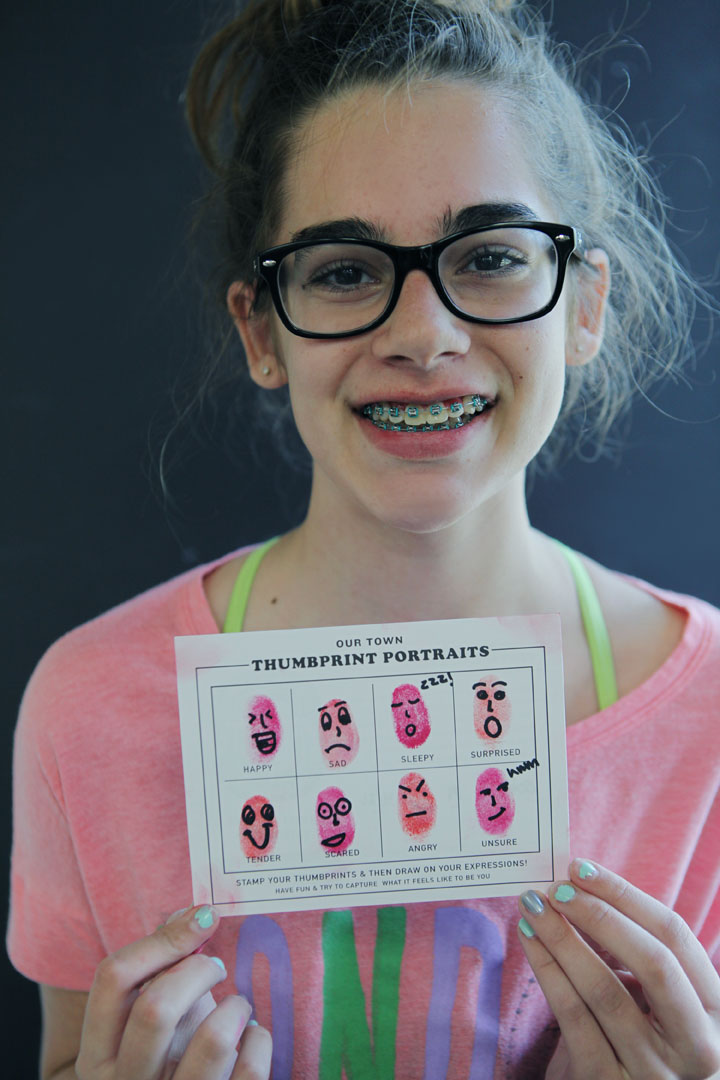 OUR TOWN
THUMBPRINT PORTRAITS
zzz!
HAPPY SAD SLEEPY SURPRISED
HMM
TENDER SCARED ANGRY UNSURE
STAMP YOUR THUMBPRINTS & THEN DRAW ON YOUR EXPRESSIONS!
HAVE FUN & TRY TO CAPTURE WHAT IT FEELS LIKE TO BE YOU